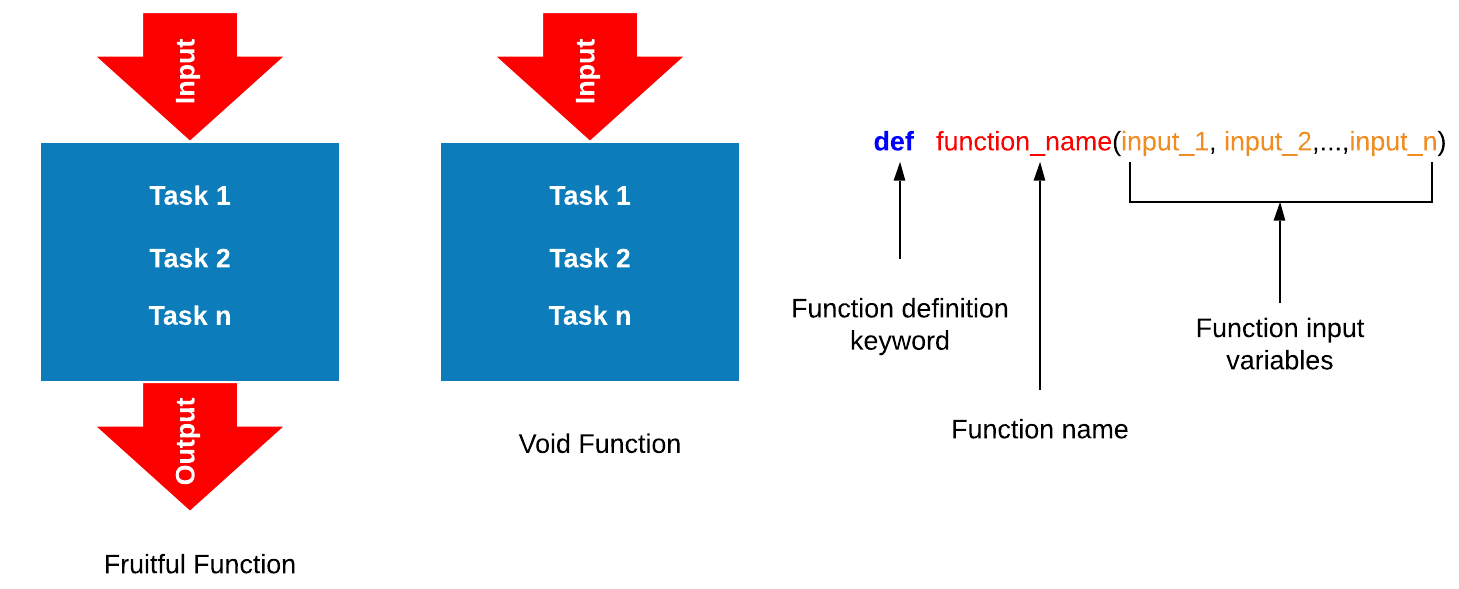 Input
Task 1
Task 2
Task n
Output
Fruitful Function
Input
Task 1
Task 2
Task n
Void Function
def function_name(input_1, input_2,...,input_n)
Function definition
keyword
Function name
Function input
variables